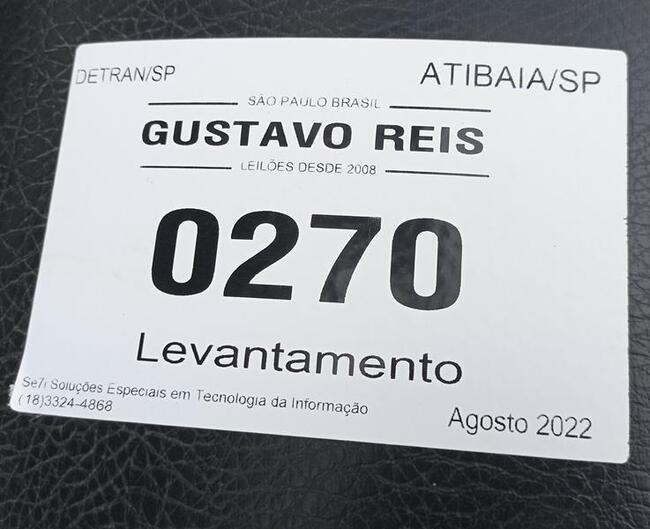 DETRAN/SP
ATIBAIA/SP
SÃO PAULO BRASIL
GUSTAVO REIS
LEILÕES DESDE 2008
0270
Levantamento
Se7i Soluções Especiais em Tecnologia da Informação
(18)3324-4868
Agosto 2022